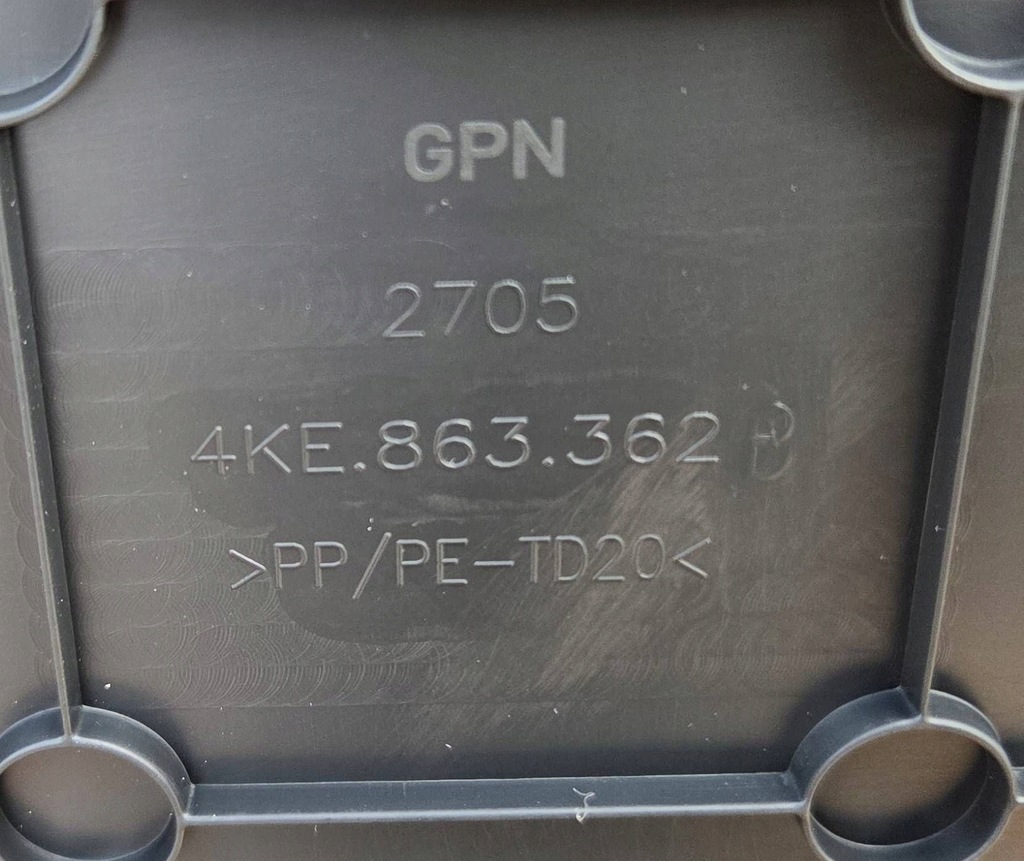 GPN
2705
4KE.863.362
>PP/PE-TD20<